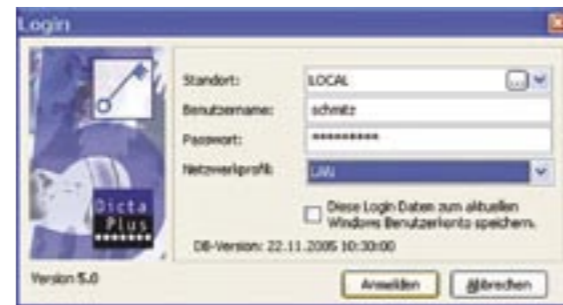 Login
Standort: LOCAL ...
Benutzername: schmitz
Passwort: *********
Netzwerkprofil: LAN
Diese Login Daten zum aktuellen
Windows Benutzerkonto speichern.
Dicta
Plus
DB-Version: 22.11.2005 10:30:00
Version 5.0
Anmelden Abbrechen